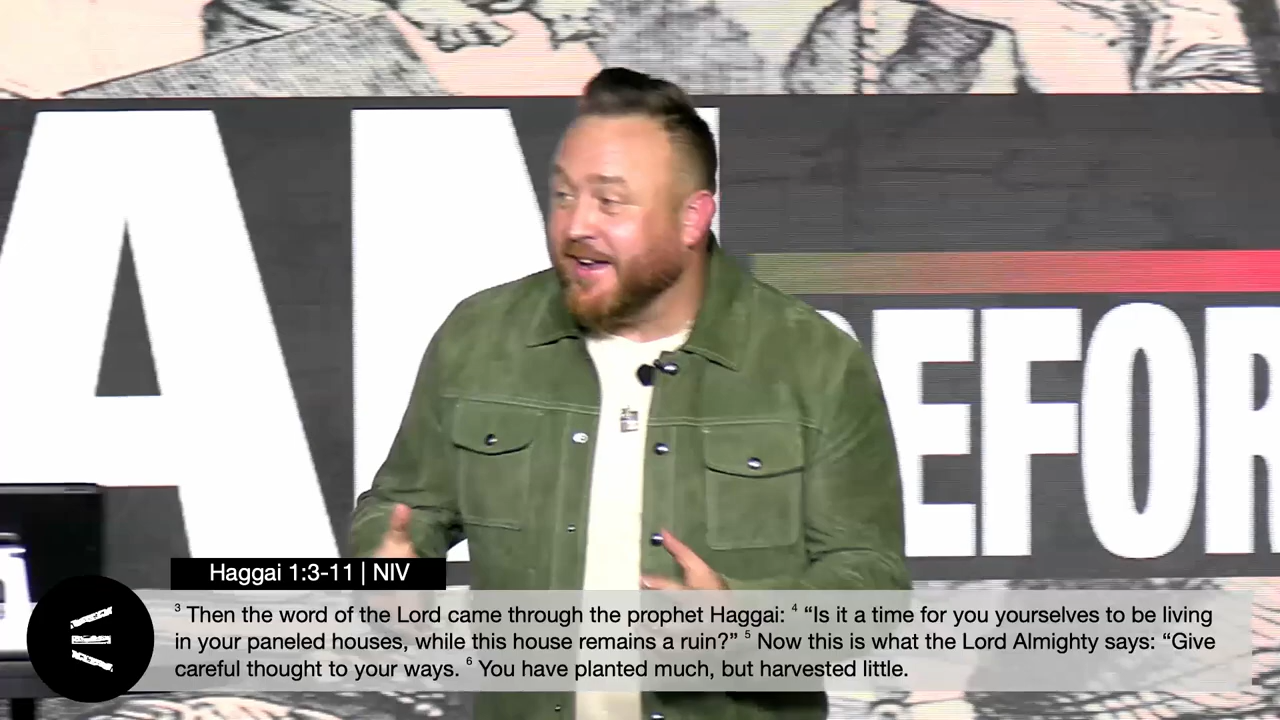 AN
REFOR
Haggai 1:3-11 | NIV
³ Then the word of the Lord came through the prophet Haggai: ⁴ “Is it a time for you yourselves to be living
in your paneled houses, while this house remains a ruin?” ⁵ Now this is what the Lord Almighty says: “Give
careful thought to your ways. ⁶ You have planted much, but harvested little.